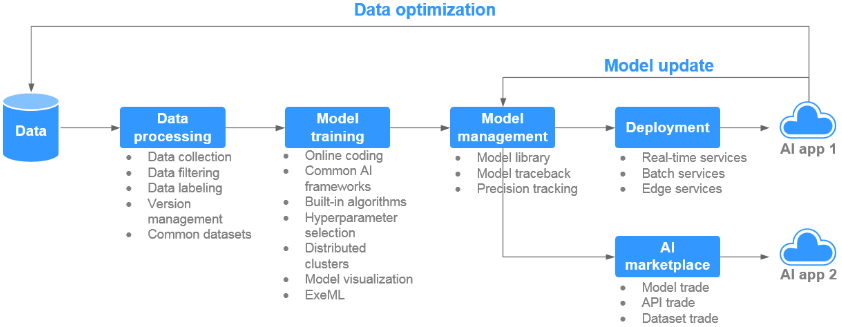 Data optimization
Model update
Data
Data
processing
• Data collection
• Data filtering
• Data labeling
• Version
management
• Common datasets
Model
training
• Online coding
• Common AI
frameworks
• Built-in algorithms
• Hyperparameter
selection
• Distributed
clusters
• Model visualization
• ExeML
Model
management
• Model library
• Model traceback
• Precision tracking
Deployment
• Real-time services
• Batch services
• Edge services
AI app 1
AI
marketplace
• Model trade
• API trade
• Dataset trade
AI app 2